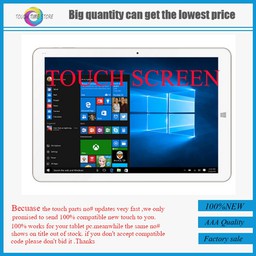 TOUCH TIME STORE
Big quantity can get the lowest price
TOUCH SCREEN
Becuase the touch parts no# updates very fast ,we only
promised to send 100% compatible new touch to you.
100% works for your tablet pc,meanwhile the same no#
shows on title out of stock. if you don't accept compatible
code please don't bid it .Thanks
100%NEW
AAA Quality
Factory sale